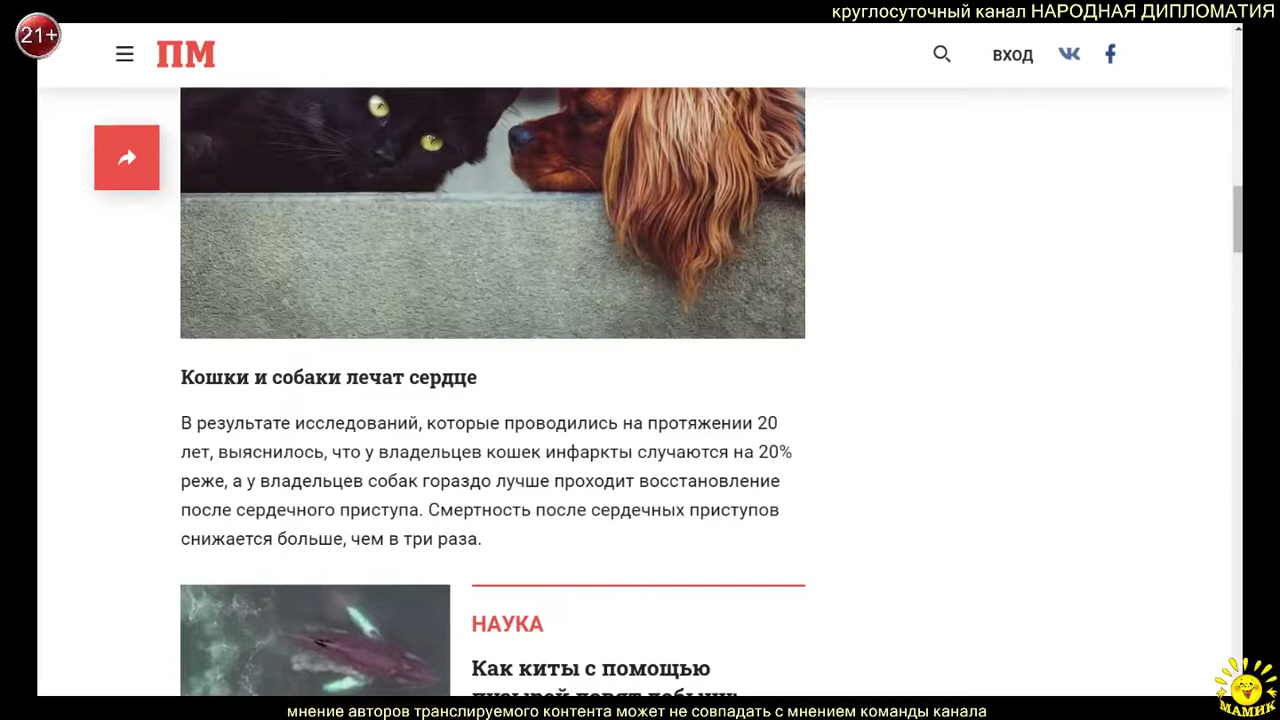 круглосуточный канал НАРОДНАЯ ДИПЛОМАТИЯ
21+
ПМ
ВХОД
Кошки и собаки лечат сердце
В результате исследований, которые проводились на протяжении 20
лет, выяснилось, что у владельцев кошек инфаркты случаются на 20%
реже, а у владельцев собак гораздо лучше проходит восстановление
после сердечного приступа. Смертность после сердечных приступов
снижается больше, чем в три раза.
НАУКА
Как киты с помощью
МАМИК
мнение авторов транслируемого онтента может не совпадать с мнением команды канала